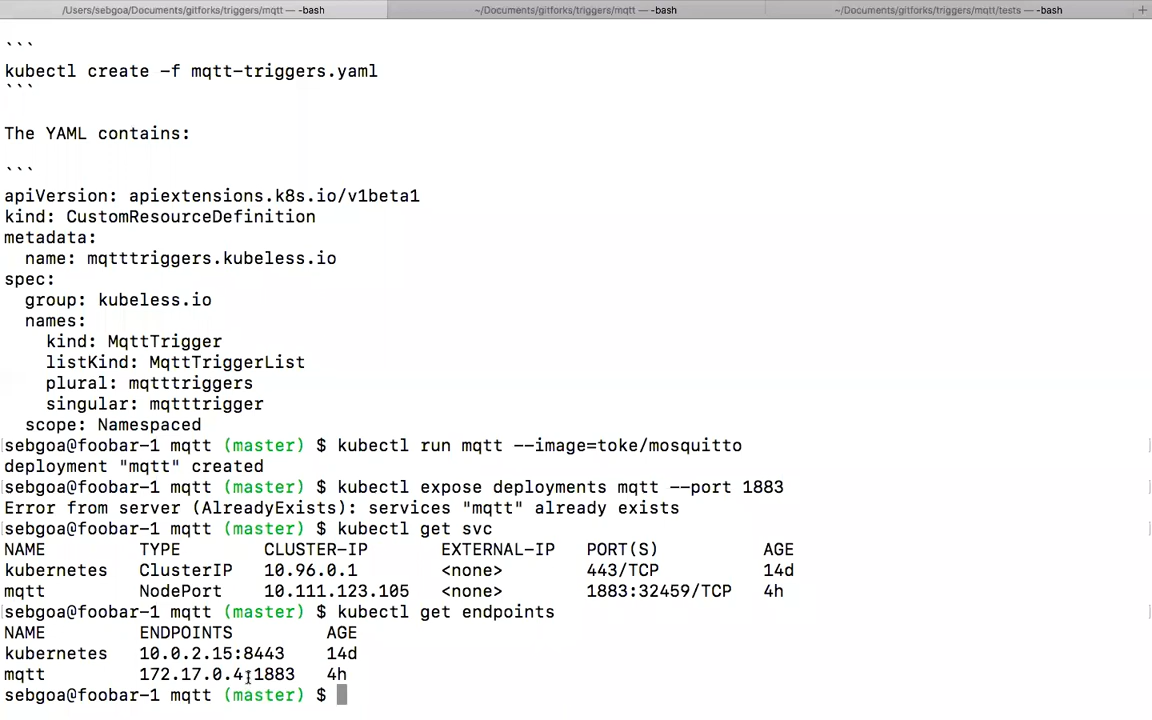 /Users/sebgoa/Documents/gitforks/triggers/mqtt — -bash
~/Documents/gitforks/triggers/mqtt — -bash
~/Documents/gitforks/triggers/mqtt/tests — -bash
+
```
kubectl create -f mqtt-triggers.yaml
```
The YAML contains:
```
apiVersion: apiextensions.k8s.io/v1beta1
kind: CustomResourceDefinition
metadata:
  name: mqtttriggers.kubeless.io
spec:
  group: kubeless.io
  names:
    kind: MqttTrigger
    listKind: MqttTriggerList
    plural: mqtttriggers
    singular: mqtttrigger
  scope: Namespaced
sebgoa@foobar-1 mqtt (master) $ kubectl run mqtt --image=toke/mosquitto
deployment "mqtt" created
sebgoa@foobar-1 mqtt (master) $ kubectl expose deployments mqtt --port 1883
Error from server (AlreadyExists): services "mqtt" already exists
sebgoa@foobar-1 mqtt (master) $ kubectl get svc
NAME         TYPE        CLUSTER-IP       EXTERNAL-IP   PORT(S)          AGE
kubernetes   ClusterIP   10.96.0.1        <none>        443/TCP          14d
mqtt         NodePort    10.111.123.105   <none>        1883:32459/TCP   4h
sebgoa@foobar-1 mqtt (master) $ kubectl get endpoints
NAME         ENDPOINTS         AGE
kubernetes   10.0.2.15:8443    14d
mqtt         172.17.0.4:1883   4h
sebgoa@foobar-1 mqtt (master) $